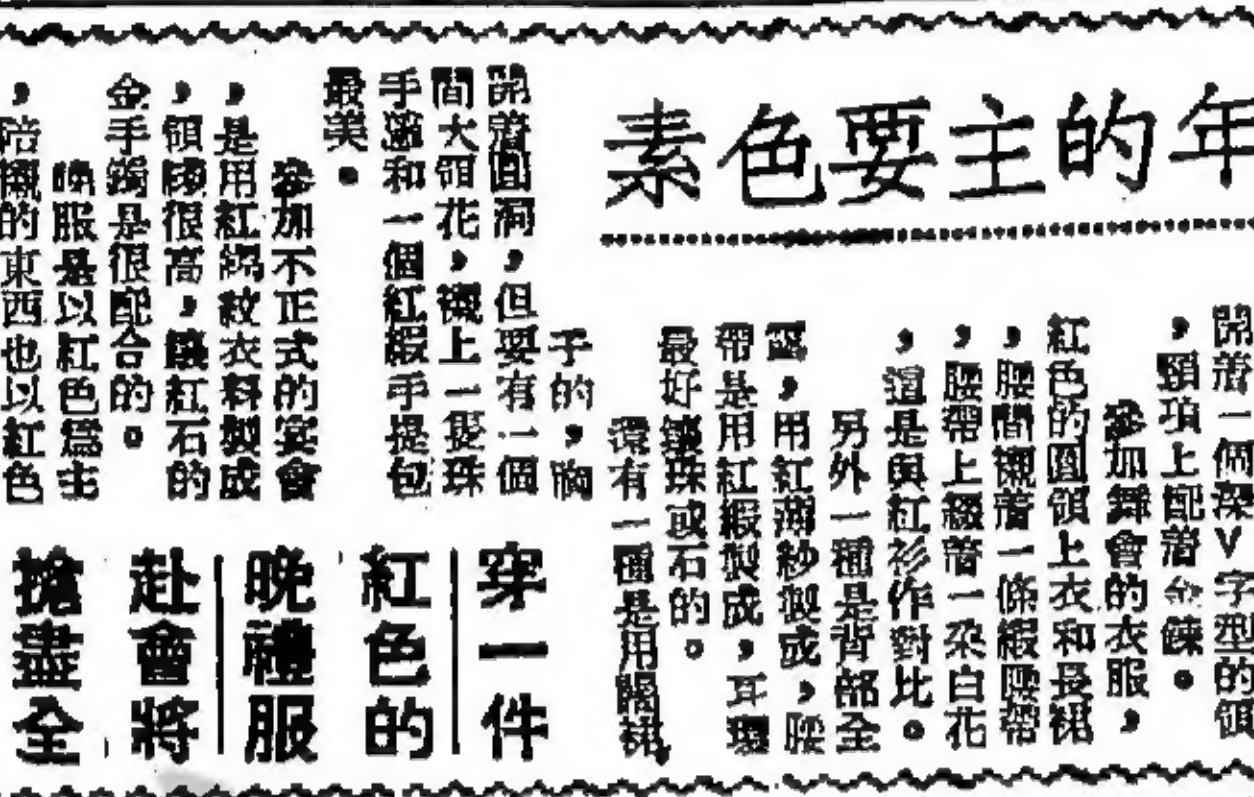 年的主要色素
開着一個深V字型的領
，頸項上配着金鍊。
參加舞會的衣服，
紅色的圓領上衣和長裙
，腰間襯着一條緞腰帶
，腰帶上綴着一朶白花
，這是與紅衫作對比。
另外一種是背部全
，用紅薄紗製成，腰
帶是用紅緞製成，耳環
最好鑲珠或石的。
還有一種是用闊裙
子的，胸
開着圓洞，但要有一個
間大領花，襯上一隻珠
手鐲和一個紅緞手提包
最美。
參加不正式的宴會
，是用紅綿紋衣料製成
，領很高，鑲紅石的
金手鐲是很配合的。
晚服是以紅色爲主
，陪襯的東西也以紅色
穿一件
紅色的
晚禮服
赴會將
搶盡全